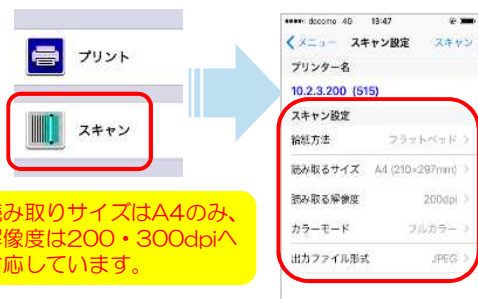 プリント
スキャン
み取りサイズはA4のみ、
像度は200・300dpiへ
応しています。
docomo 4G 13:47
メニュー スキャン設定 スキャン
プリンター名
10.2.3.200 (515)
スキャン設定
給紙方法 フラットベッド
読み取るサイズ A4 (210×297mm)
読み取る解像度 200dpi
カラーモード フルカラー
出力ファイル形式 JPEG